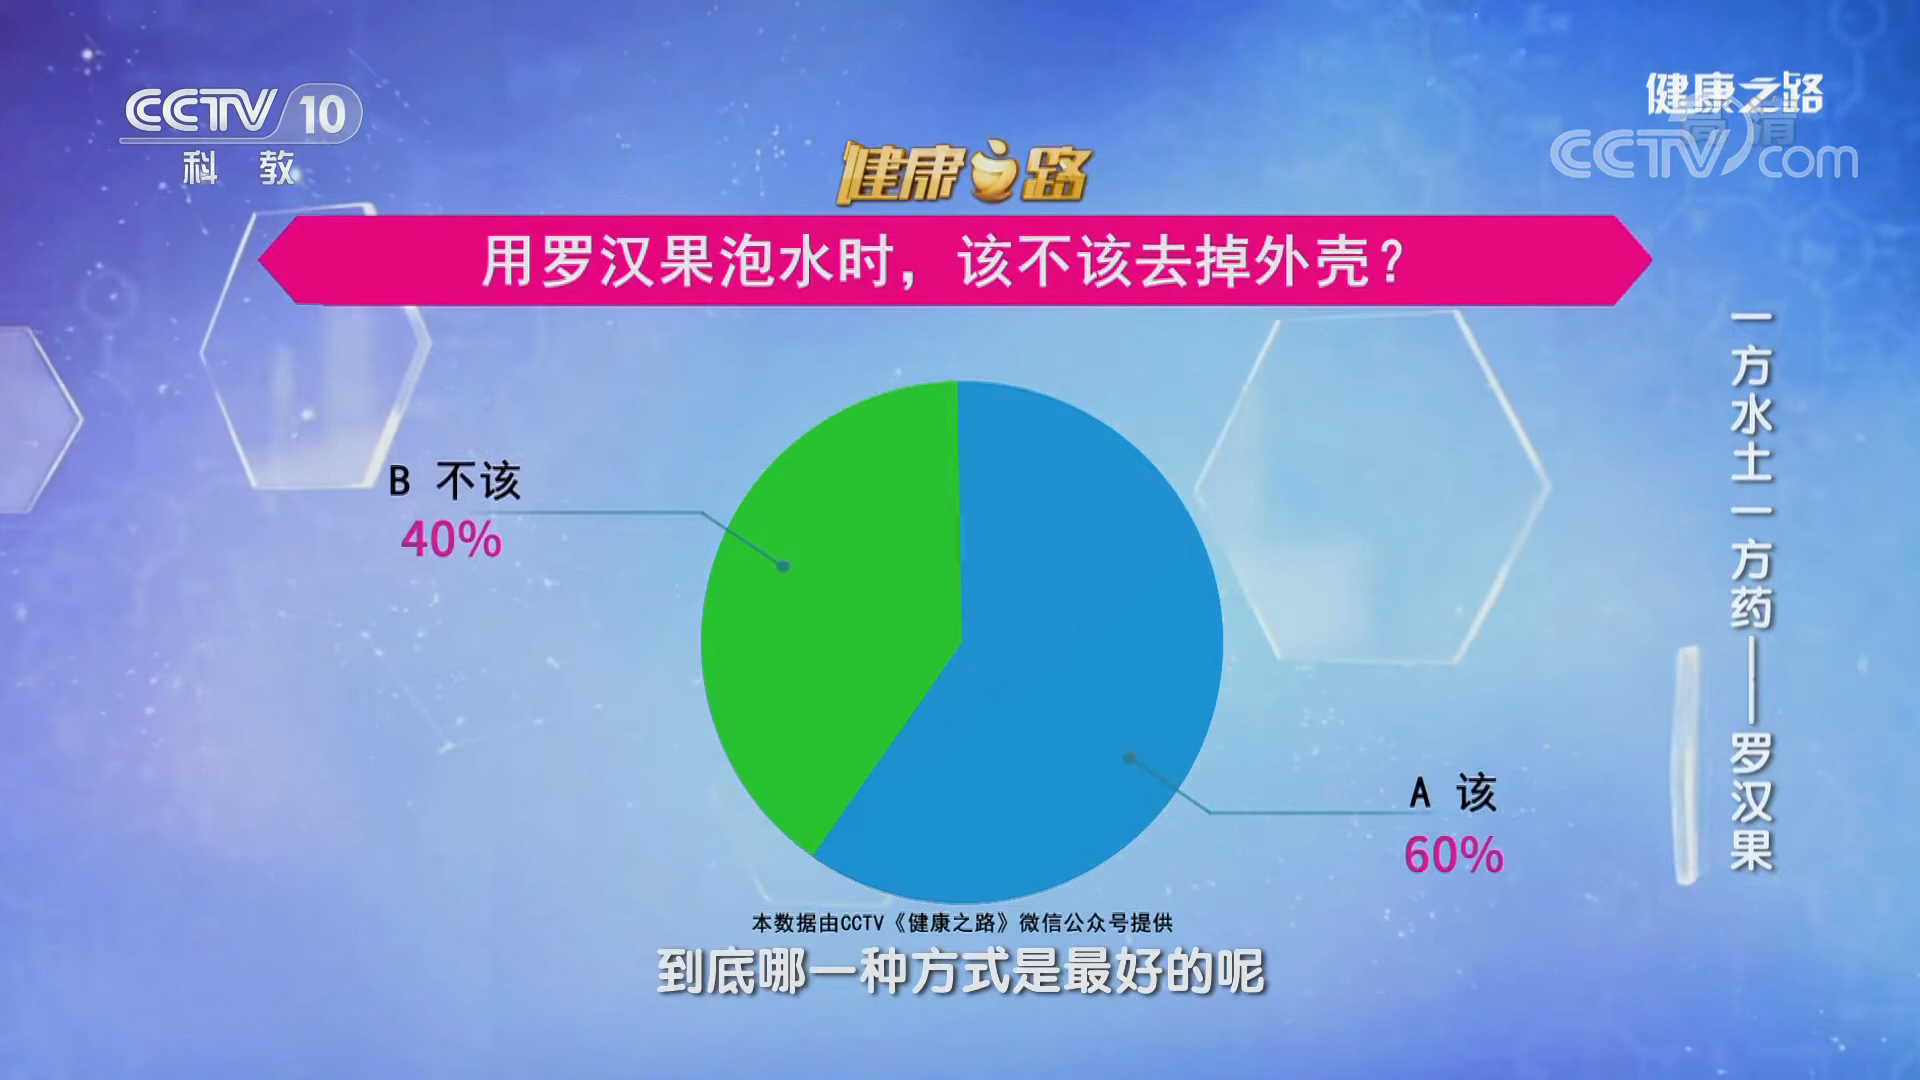 CCTV 10
科 教
健康之路
高清
CCTV com
健康之路
用罗汉果泡水时，该不该去掉外壳？
B 不该
40%
A 该
60%
一方水土一方药——罗汉果
本数据由CCTV《健康之路》微信公众号提供
到底哪一种方式是最好的呢